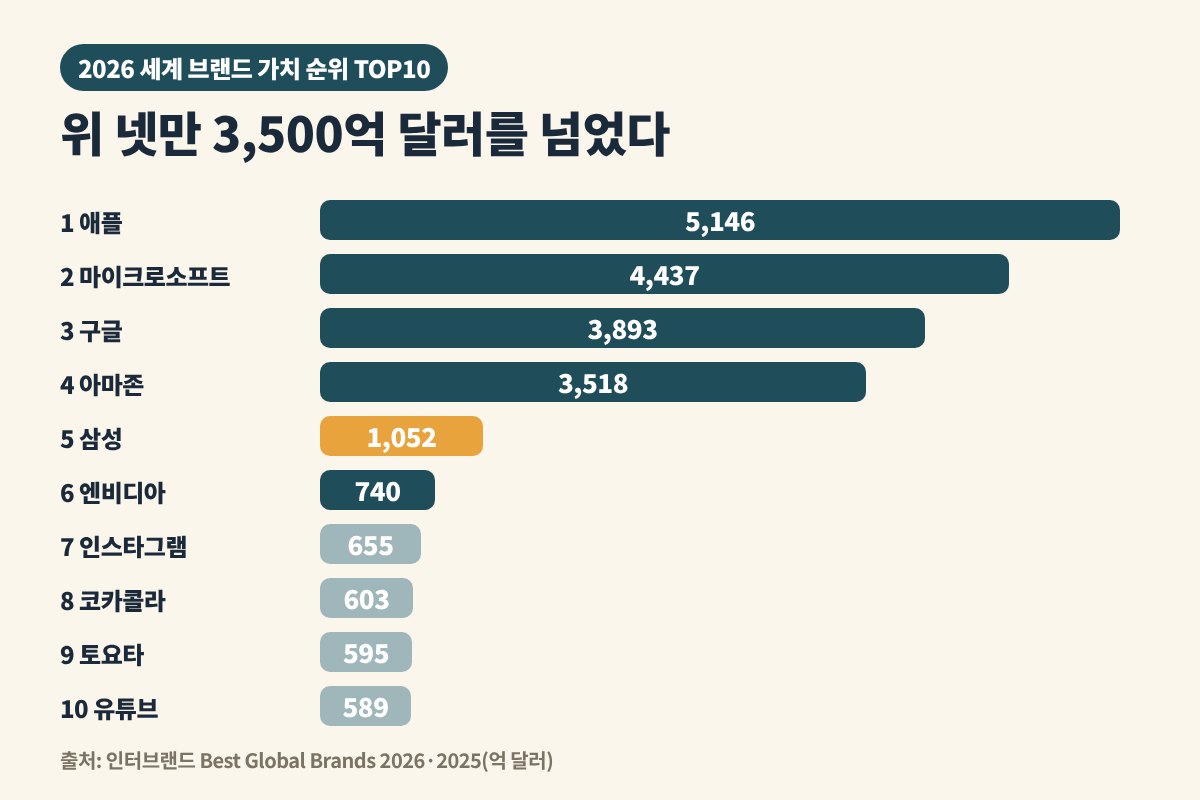 2026 세계 브랜드 가치 순위 TOP10
위 넷만 3,500억 달러를 넘었다
1 애플 5,146
2 마이크로소프트 4,437
3 구글 3,893
4 아마존 3,518
5 삼성 1,052
6 엔비디아 740
7 인스타그램 655
8 코카콜라 603
9 토요타 595
10 유튜브 589
출처: 인터브랜드 Best Global Brands 2026·2025(억 달러)